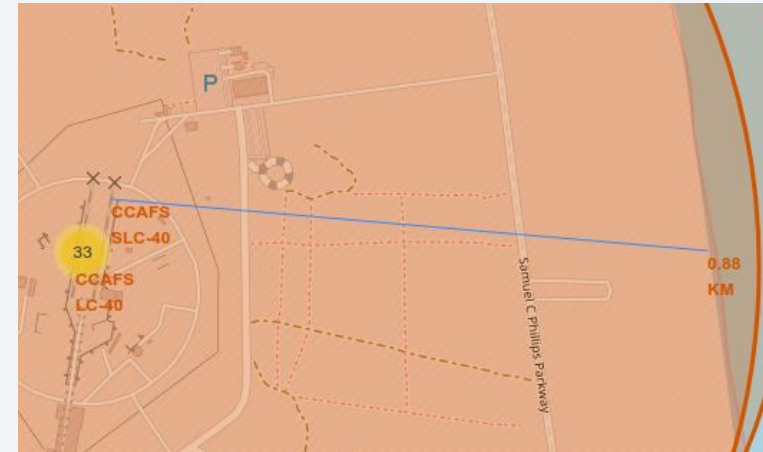 P
CCAFS
SLC-40
33
CCAFS
LC-40
Samuel C Phillips Parkway
0.88
KM